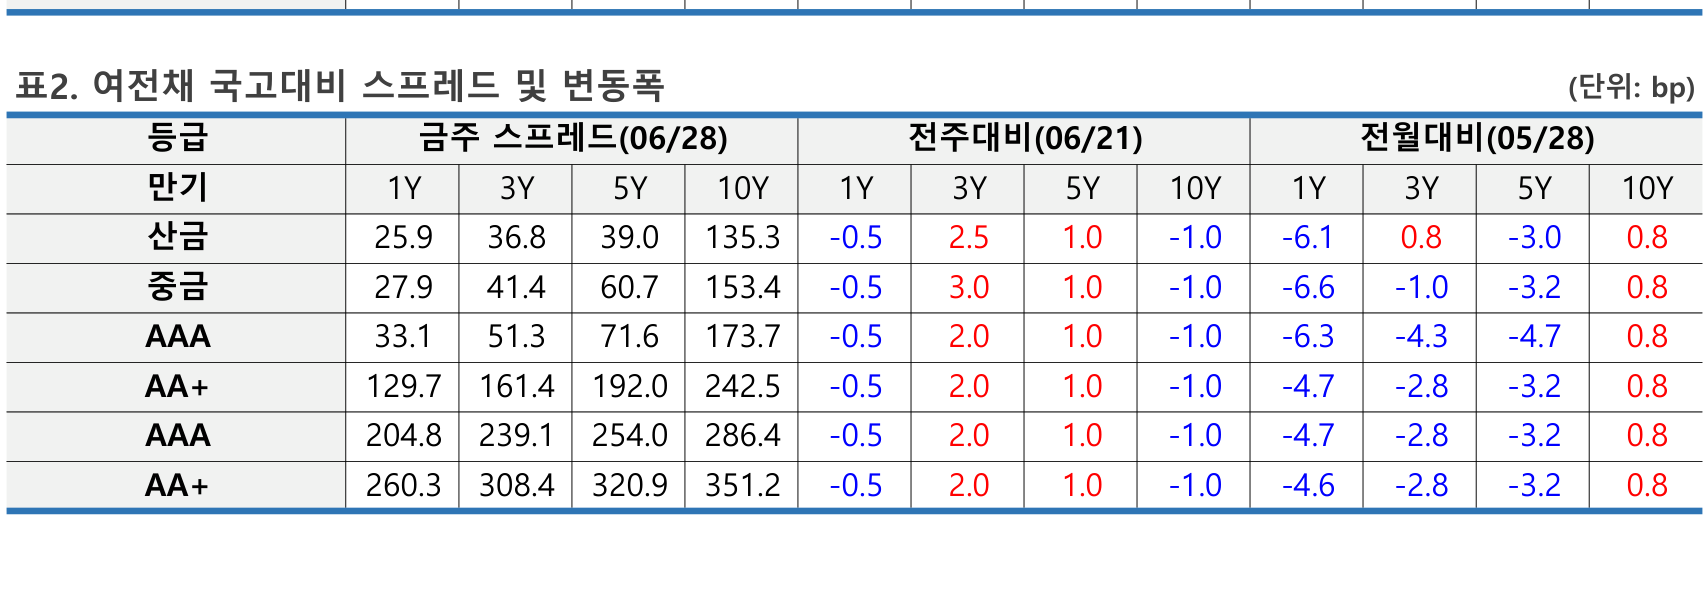 표2. 여전채 국고대비 스프레드 및 변동폭 (단위: bp)
등급 금주 스프레드(06/28) 전주대비(06/21) 전월대비(05/28)
만기 1Y 3Y 5Y 10Y 1Y 3Y 5Y 10Y 1Y 3Y 5Y 10Y
산금 25.9 36.8 39.0 135.3 -0.5 2.5 1.0 -1.0 -6.1 0.8 -3.0 0.8
중금 27.9 41.4 60.7 153.4 -0.5 3.0 1.0 -1.0 -6.6 -1.0 -3.2 0.8
AAA 33.1 51.3 71.6 173.7 -0.5 2.0 1.0 -1.0 -6.3 -4.3 -4.7 0.8
AA+ 129.7 161.4 192.0 242.5 -0.5 2.0 1.0 -1.0 -4.7 -2.8 -3.2 0.8
AAA 204.8 239.1 254.0 286.4 -0.5 2.0 1.0 -1.0 -4.7 -2.8 -3.2 0.8
AA+ 260.3 308.4 320.9 351.2 -0.5 2.0 1.0 -1.0 -4.6 -2.8 -3.2 0.8